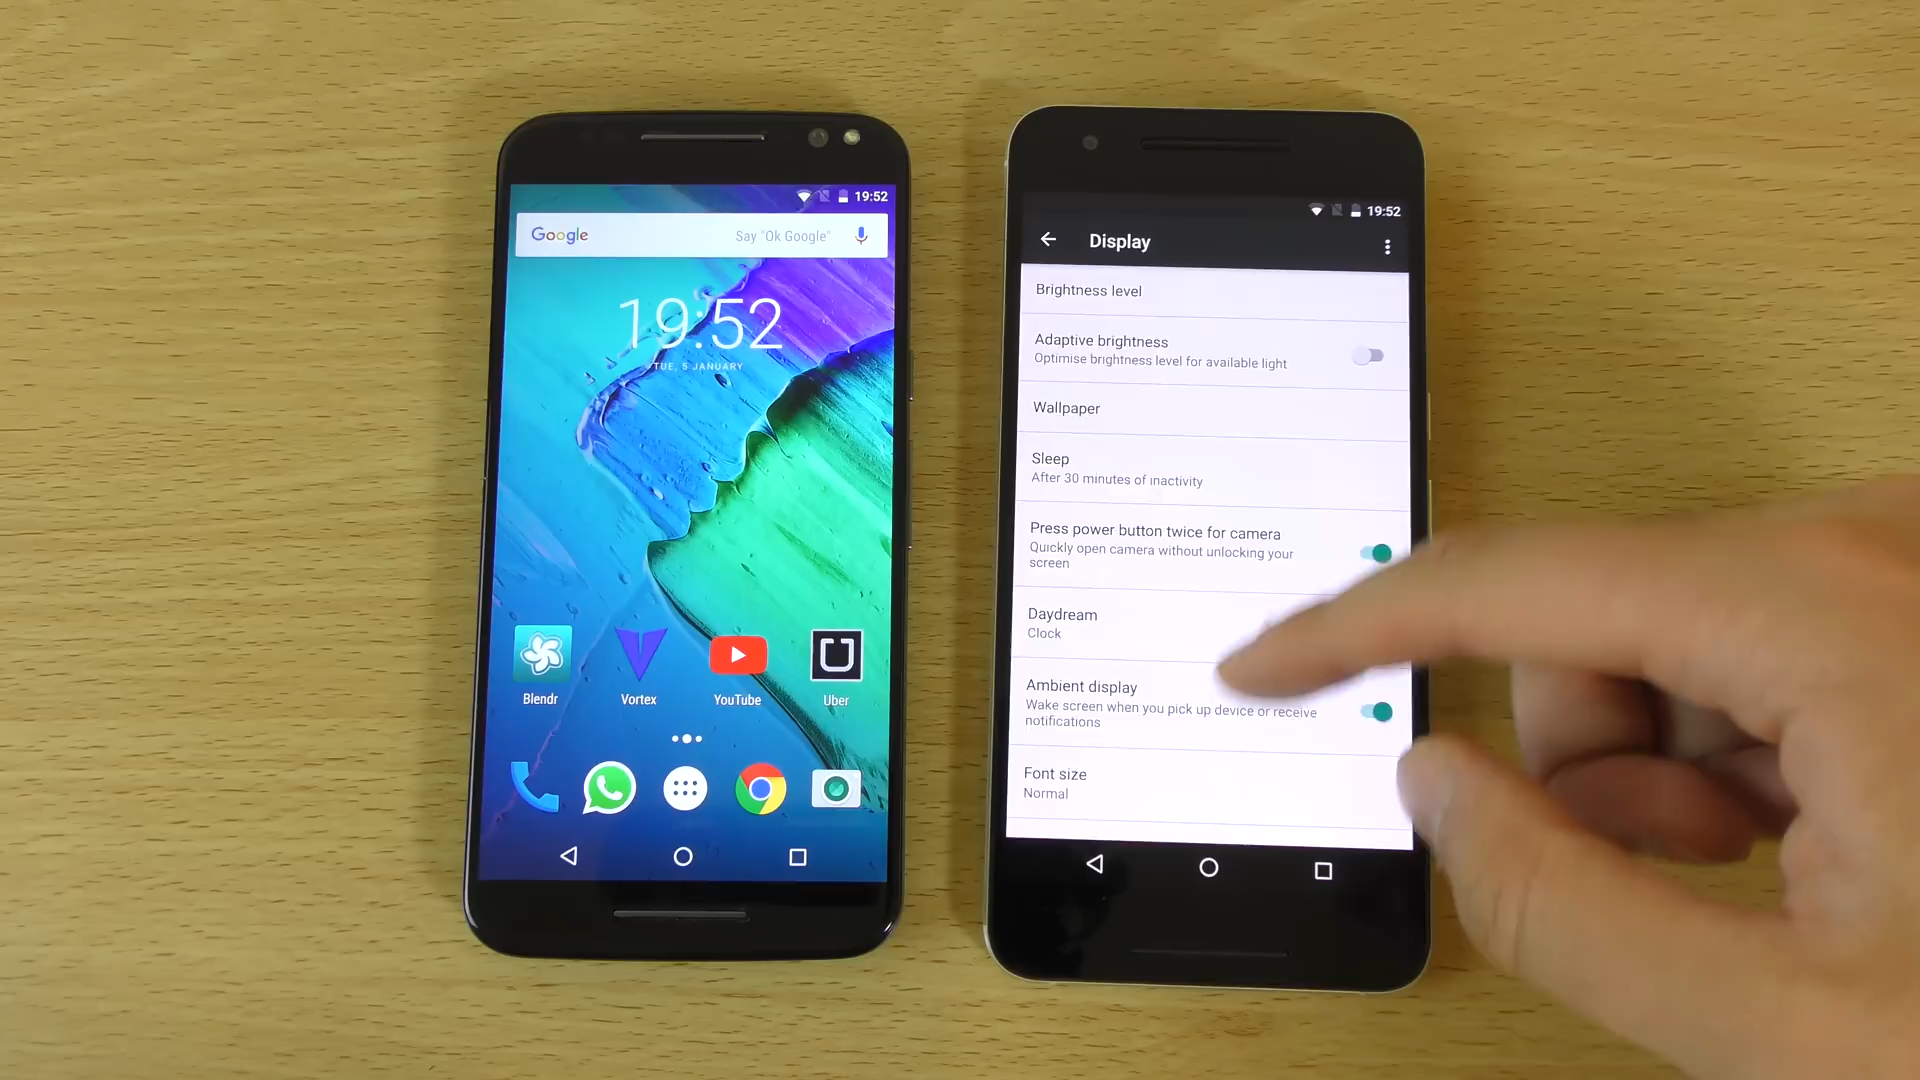 19:52
Google
Say "Ok Google"
19:52
TUE, 5 JANUARY
Blendr
Vortex
YouTube
Uber
19:52
Display
Brightness level
Adaptive brightness
Optimise brightness level for available light
Wallpaper
Sleep
After 30 minutes of inactivity
Press power button twice for camera
Quickly open camera without unlocking your
screen
Daydream
Clock
Ambient display
Wake screen when you pick up device or receive
notifications
Font size
Normal